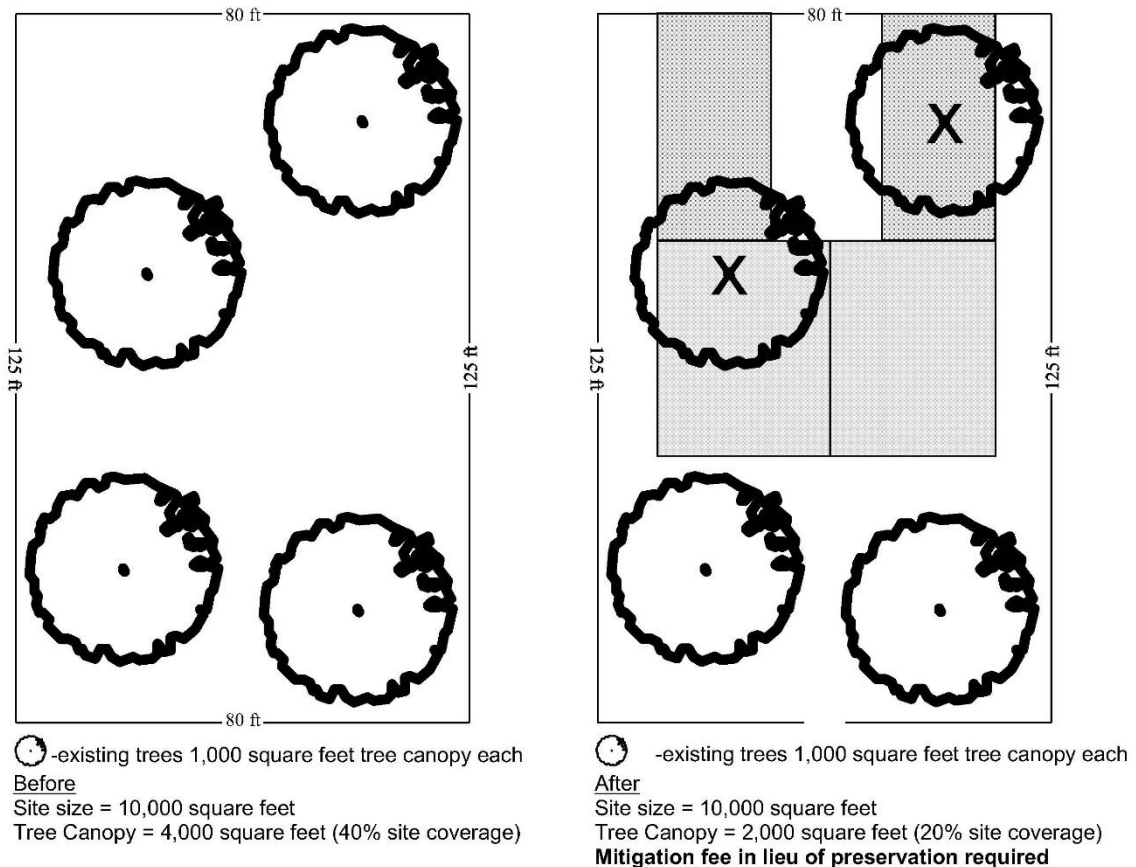 80 ft
125 ft
125 ft
80 ft
-existing trees 1,000 square feet tree canopy each
Before
Site size = 10,000 square feet
Tree Canopy = 4,000 square feet (40% site coverage)
80 ft
X
X
125 ft
125 ft
-existing trees 1,000 square feet tree canopy each
After
Site size = 10,000 square feet
Tree Canopy = 2,000 square feet (20% site coverage)
Mitigation fee in lieu of preservation required